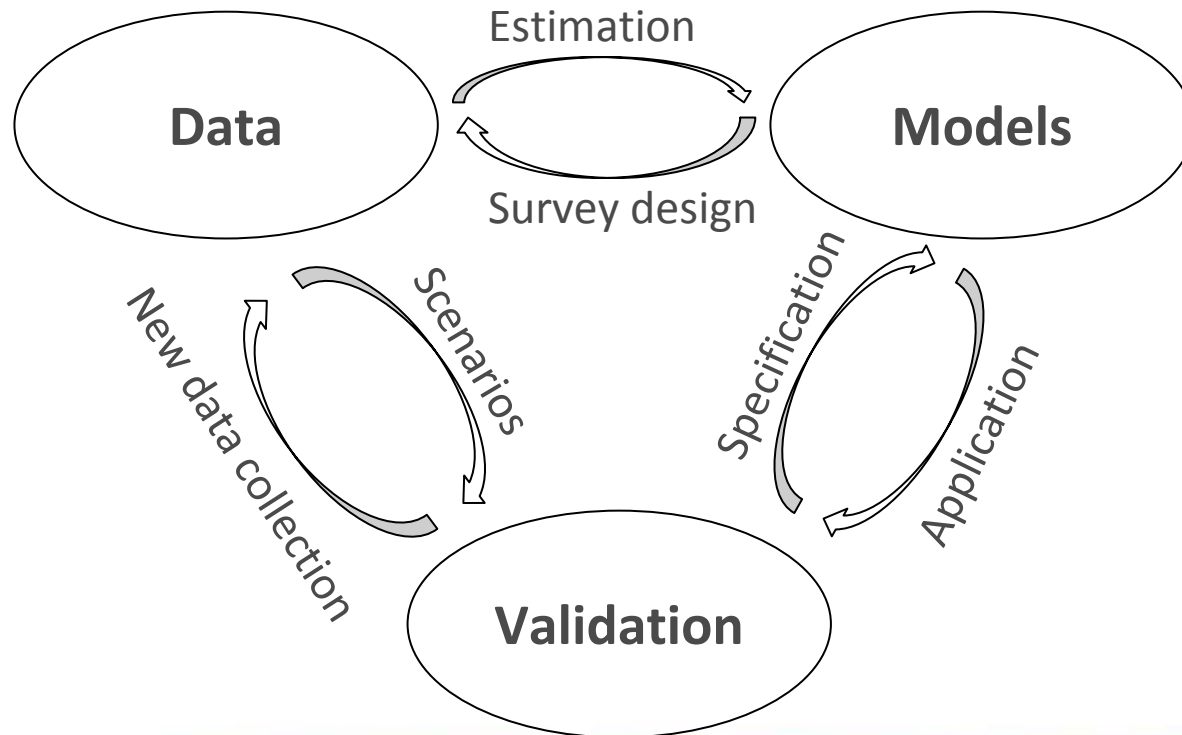 Estimation
Data
Models
Survey design
Scenarios
New data collection
Specification
Application
Validation